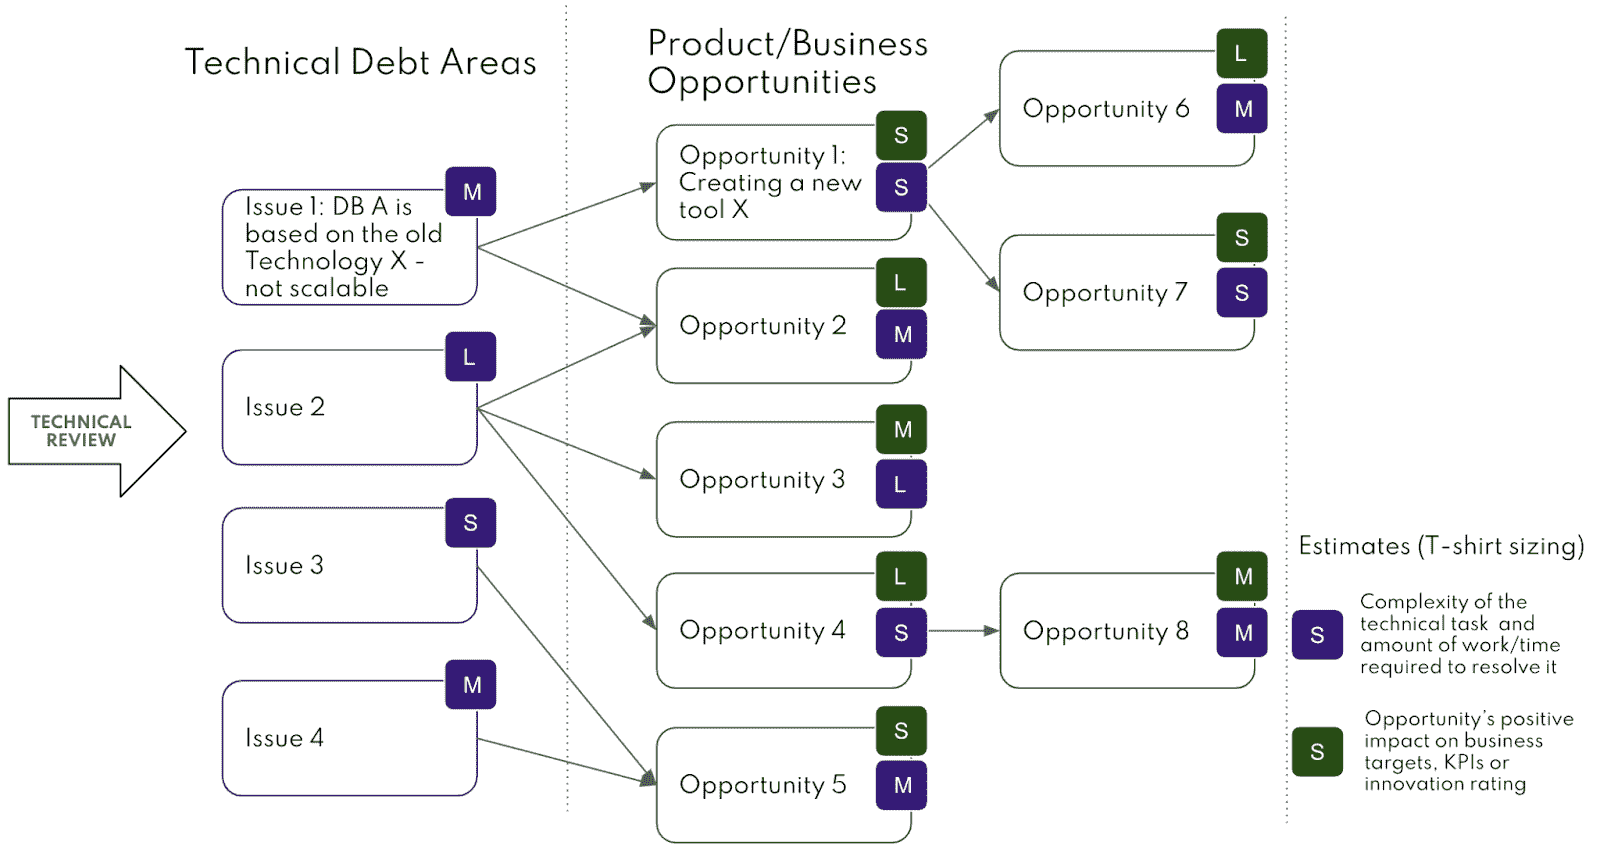 Technical Debt Areas
Product/Business
Opportunities
TECHNICAL
REVIEW
M
Issue 1: DB A is
based on the old
Technology X -
not scalable
L
Issue 2
S
Issue 3
M
Issue 4
S
Opportunity 1:
Creating a new
tool X
S
L
Opportunity 2
M
M
Opportunity 3
L
L
Opportunity 4
S
S
Opportunity 5
M
L
Opportunity 6
M
S
Opportunity 7
S
M
Opportunity 8
M
Estimates (T-shirt sizing)
S
Complexity of the
technical task and
amount of work/time
required to resolve it
S
Opportunity's positive
impact on business
targets, KPIs or
innovation rating